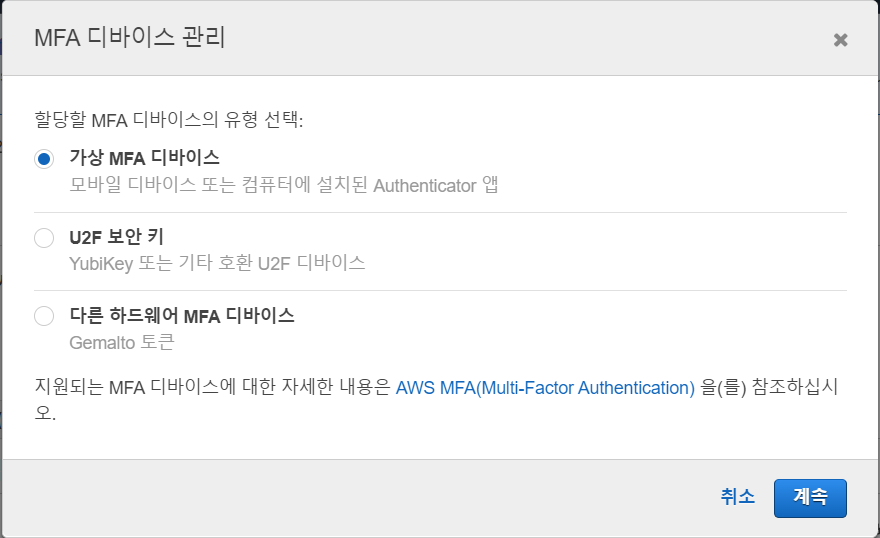 MFA 디바이스 관리
할당할 MFA 디바이스의 유형 선택:
가상 MFA 디바이스
모바일 디바이스 또는 컴퓨터에 설치된 Authenticator 앱
U2F 보안 키
YubiKey 또는 기타 호환 U2F 디바이스
다른 하드웨어 MFA 디바이스
Gemalto 토큰
지원되는 MFA 디바이스에 대한 자세한 내용은 AWS MFA(Multi-Factor Authentication) 을(를) 참조하십시
오.
취소 계속